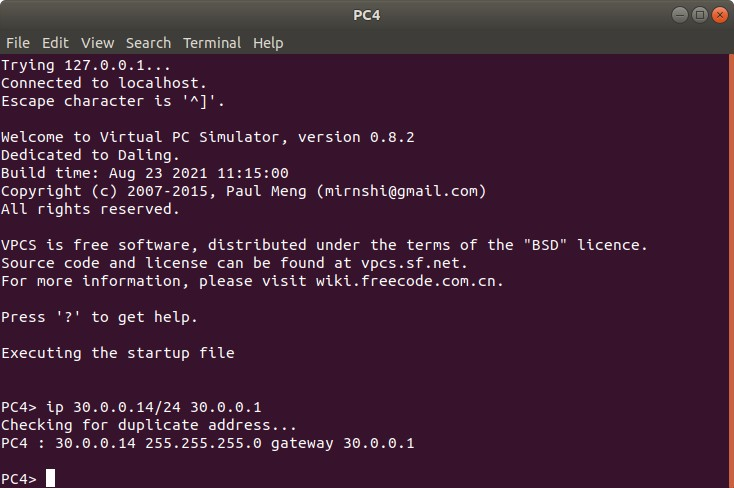 PC4
File Edit View Search Terminal Help
Trying 127.0.0.1...
Connected to localhost.
Escape character is '^]'.
Welcome to Virtual PC Simulator, version 0.8.2
Dedicated to Daling.
Build time: Aug 23 2021 11:15:00
Copyright (c) 2007-2015, Paul Meng (mirnshi@gmail.com)
All rights reserved.
VPCS is free software, distributed under the terms of the "BSD" licence.
Source code and license can be found at vpcs.sf.net.
For more information, please visit wiki.freecode.com.cn.
Press '?' to get help.
Executing the startup file
PC4> ip 30.0.0.14/24 30.0.0.1
Checking for duplicate address...
PC4 : 30.0.0.14 255.255.255.0 gateway 30.0.0.1
PC4>